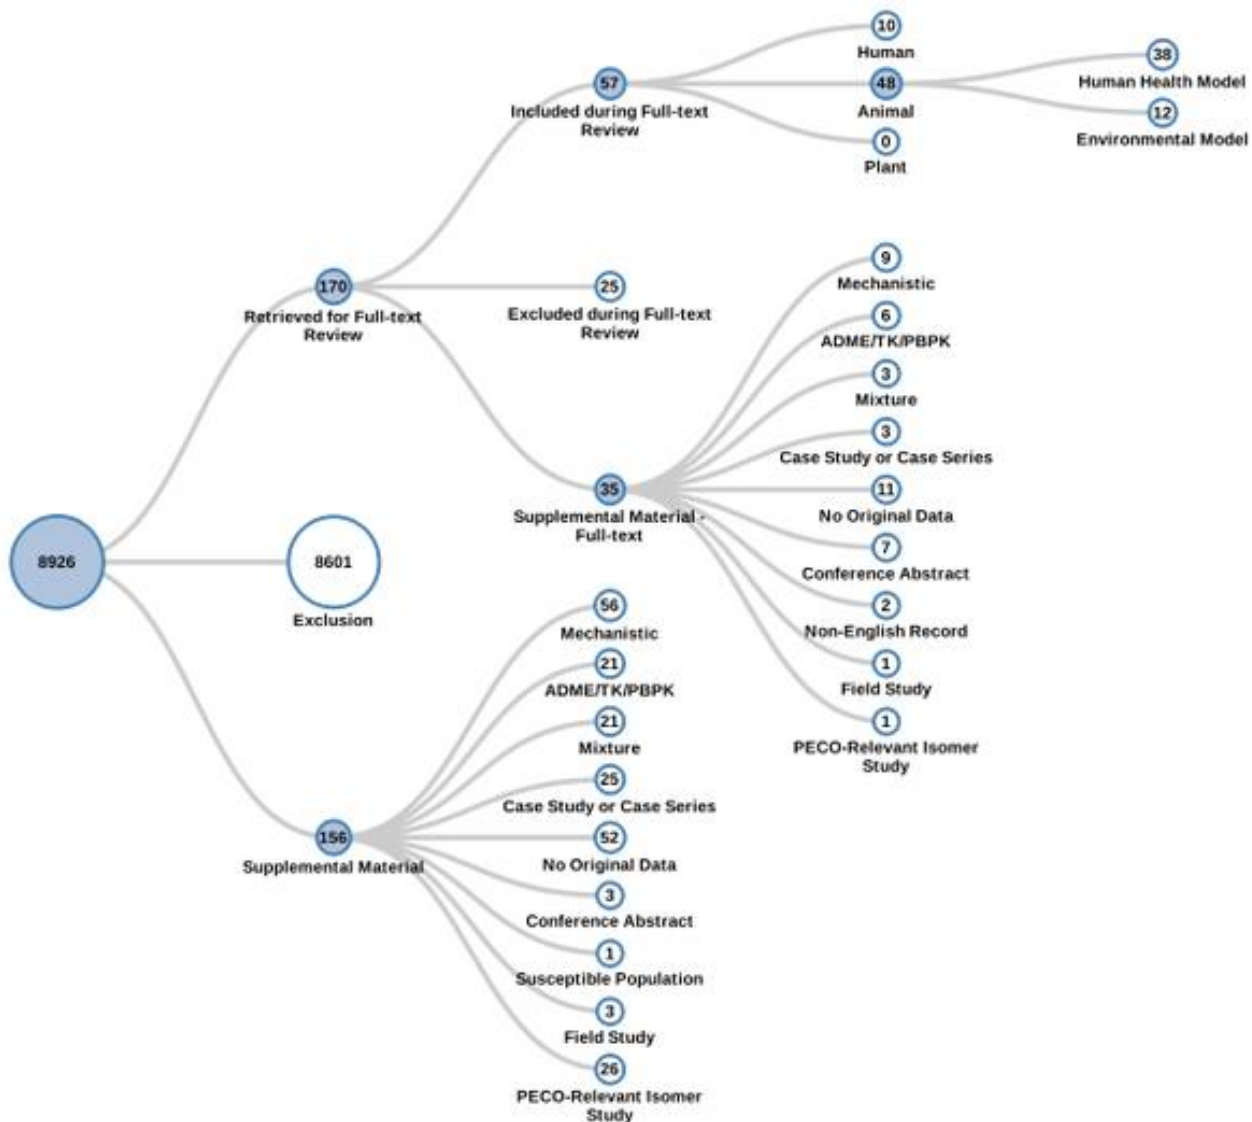 10
Human
57
Included during Full-text
Review
48
Animal
0
Plant
38
Human Health Model
12
Environmental Model
170
Retrieved for Full-text
Review
25
Excluded during Full-text
Review
35
Supplemental Material -
Full-text
9
Mechanistic
6
ADME/TK/PBPK
3
Mixture
3
Case Study or Case Series
11
No Original Data
7
Conference Abstract
2
Non-English Record
1
Field Study
1
PECO-Relevant Isomer
Study
8926
8601
Exclusion
156
Supplemental Material
56
Mechanistic
21
ADME/TK/PBPK
21
Mixture
25
Case Study or Case Series
52
No Original Data
3
Conference Abstract
1
Susceptible Population
3
Field Study
26
PECO-Relevant Isomer
Study